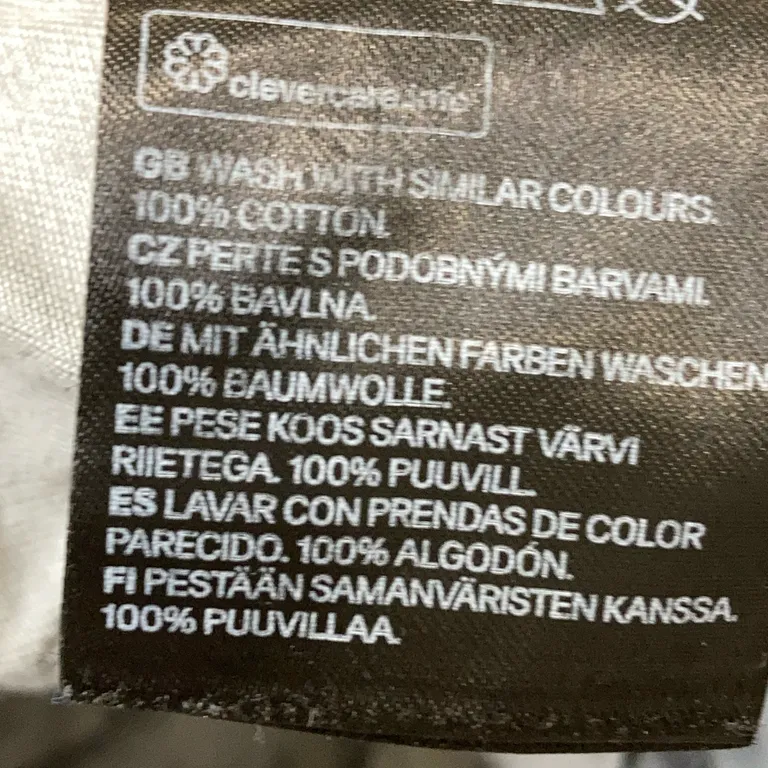 clevercare.info
GB WASH WITH SIMILAR COLOURS.
100% COTTON.
CZ PERTE S PODOBNÝMI BARVAMI.
100% BAVLNA.
DE MIT ÄHNLICHEN FARBEN WASCHEN
100% BAUMWOLLE.
EE PESE KOOS SARNAST VÄRVI
RIIETEGA. 100% PUUVILL.
ES LAVAR CON PRENDAS DE COLOR
PARECIDO. 100% ALGODÓN.
FI PESTÄÄN SAMANVÄRISTEN KANSSA.
100% PUUVILLAA.